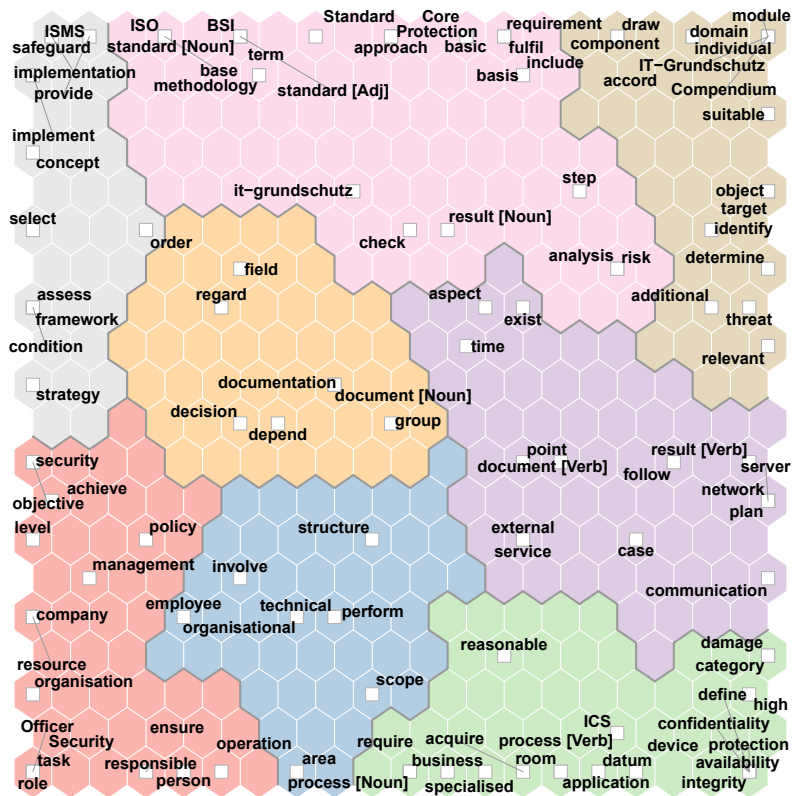 ISMS
safeguard
implementation
provide
implement
concept
select
assess
framework
condition
strategy
ISO
standard [Noun]
BSI
term
base
methodology
standard [Adj]
Standard
approach
Core
Protection
basic
requirement
fulfil
include
basis
it−grundschutz
check
result [Noun]
step
analysis
risk
draw
component
module
domain
individual
IT−Grundschutz
accord
Compendium
suitable
object
target
identify
determine
additional
threat
relevant
order
field
regard
documentation
document [Noun]
decision
depend
group
aspect
exist
time
point
document [Verb]
result [Verb]
follow
server
network
plan
external
service
case
communication
security
achieve
objective
level
policy
management
company
resource
organisation
Officer
Security
task
role
ensure
responsible
person
operation
structure
involve
employee
technical
perform
organisational
scope
area
process [Noun]
reasonable
damage
category
define
high
ICS
confidentiality
require
acquire
process [Verb]
device
protection
business
room
datum
availability
specialised
application
integrity